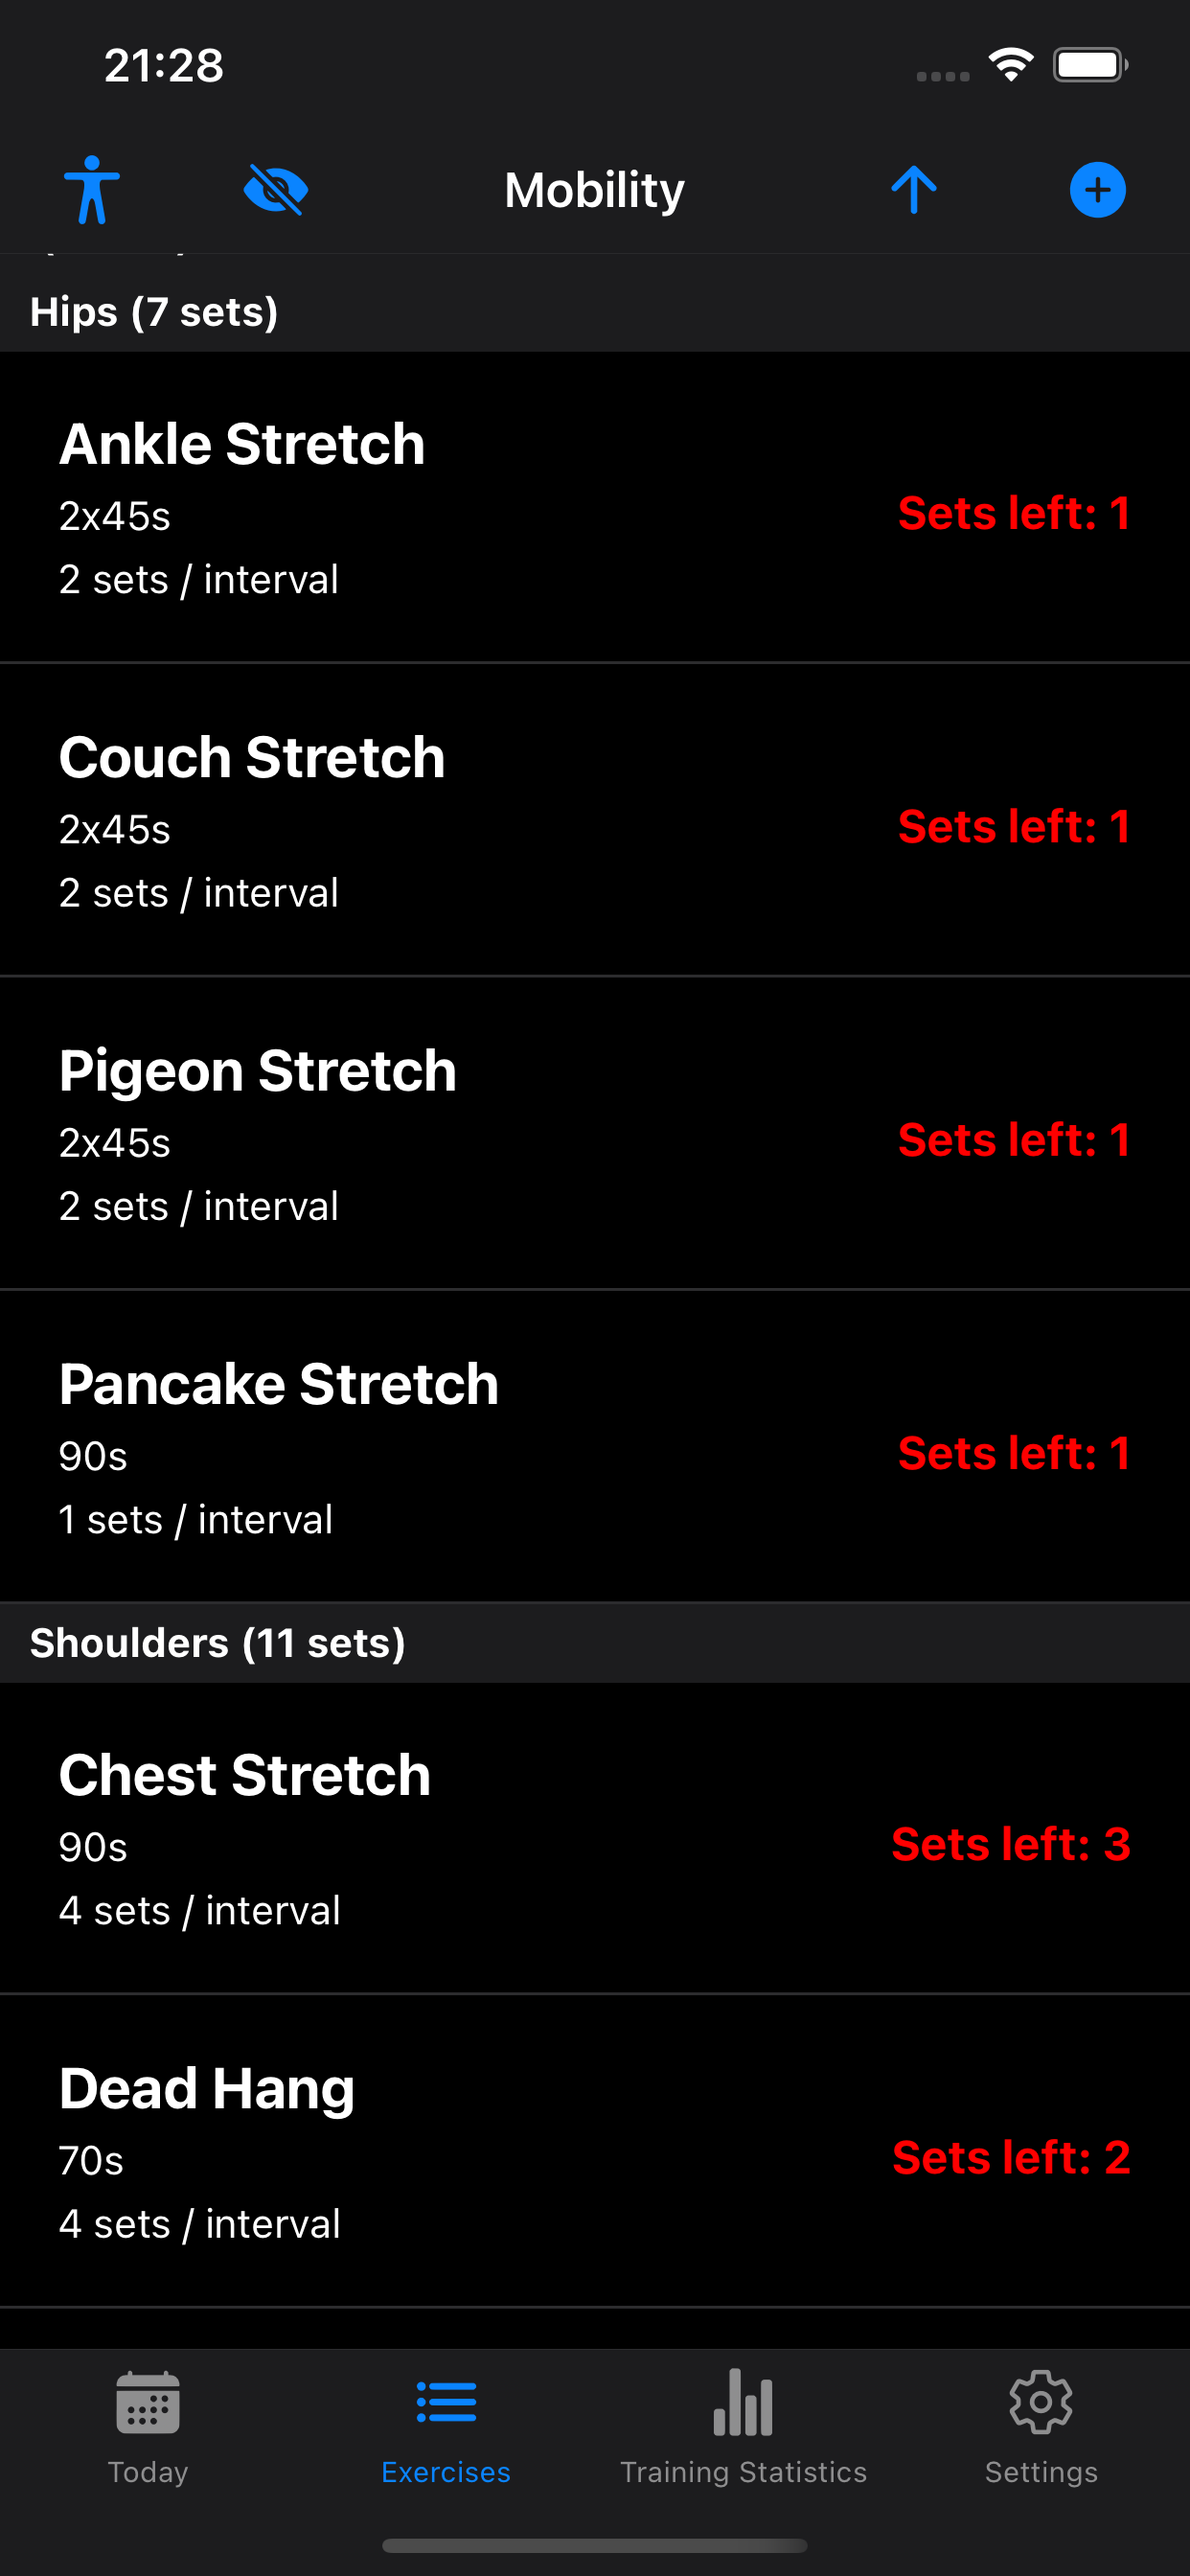 21:28
Mobility
Hips (7 sets)
Ankle Stretch
2x45s
Sets left: 1
2 sets / interval
Couch Stretch
2x45s
Sets left: 1
2 sets / interval
Pigeon Stretch
2x45s
Sets left: 1
2 sets / interval
Pancake Stretch
90s
Sets left: 1
1 sets / interval
Shoulders (11 sets)
Chest Stretch
90s
Sets left: 3
4 sets / interval
Dead Hang
70s
Sets left: 2
4 sets / interval
Today
Exercises
Training Statistics
Settings